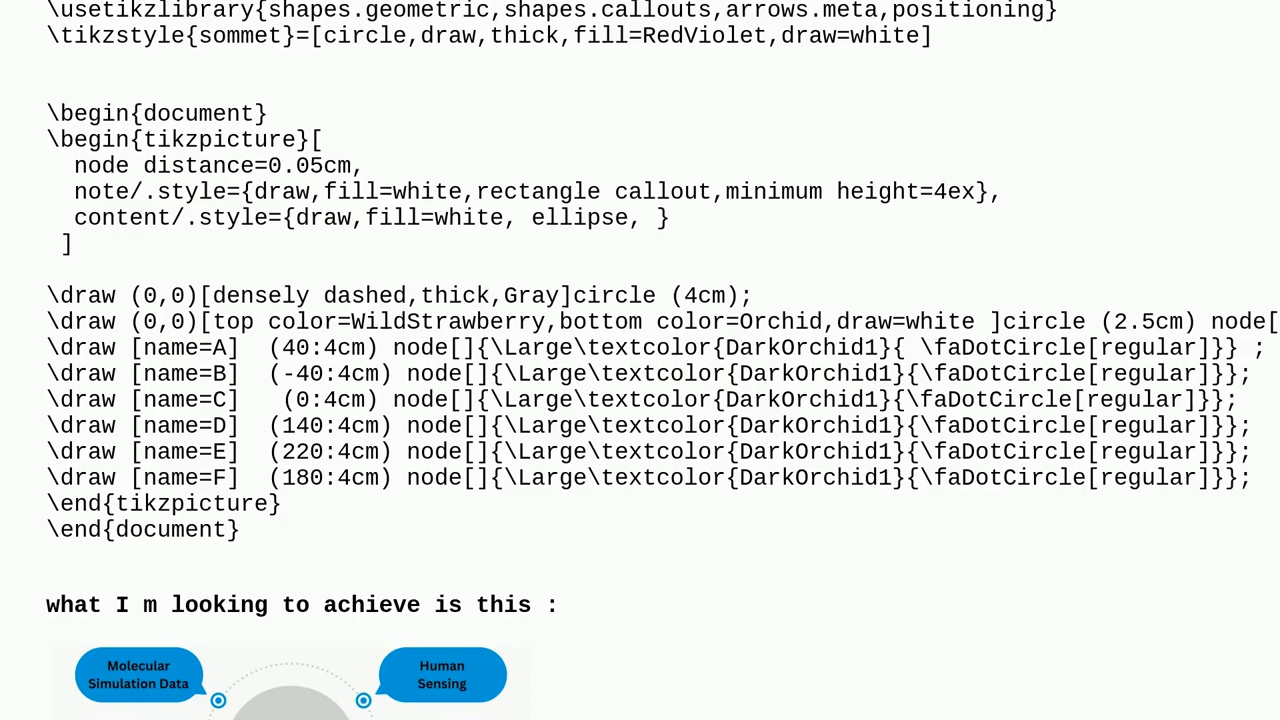 \usetikzlibrary{shapes.geometric,shapes.callouts,arrows.meta,positioning}
\tikzstyle{sommet}=[circle,draw,thick,fill=RedViolet,draw=white]
\begin{document}
\begin{tikzpicture}[
  node distance=0.05cm,
  note/.style={draw,fill=white,rectangle callout,minimum height=4ex},
  content/.style={draw,fill=white, ellipse, }
 ]
\draw (0,0)[densely dashed,thick,Gray]circle (4cm);
\draw (0,0)[top color=WildStrawberry,bottom color=Orchid,draw=white ]circle (2.5cm) node[
\draw [name=A]  (40:4cm) node[]{\Large\textcolor{DarkOrchid1}{ \faDotCircle[regular]}} ;
\draw [name=B]  (-40:4cm) node[]{\Large\textcolor{DarkOrchid1}{\faDotCircle[regular]}};
\draw [name=C]   (0:4cm) node[]{\Large\textcolor{DarkOrchid1}{\faDotCircle[regular]}};
\draw [name=D]  (140:4cm) node[]{\Large\textcolor{DarkOrchid1}{\faDotCircle[regular]}};
\draw [name=E]  (220:4cm) node[]{\Large\textcolor{DarkOrchid1}{\faDotCircle[regular]}};
\draw [name=F]  (180:4cm) node[]{\Large\textcolor{DarkOrchid1}{\faDotCircle[regular]}};
\end{tikzpicture}
\end{document}
what I m looking to achieve is this :
Molecular
Simulation Data
Human
Sensing